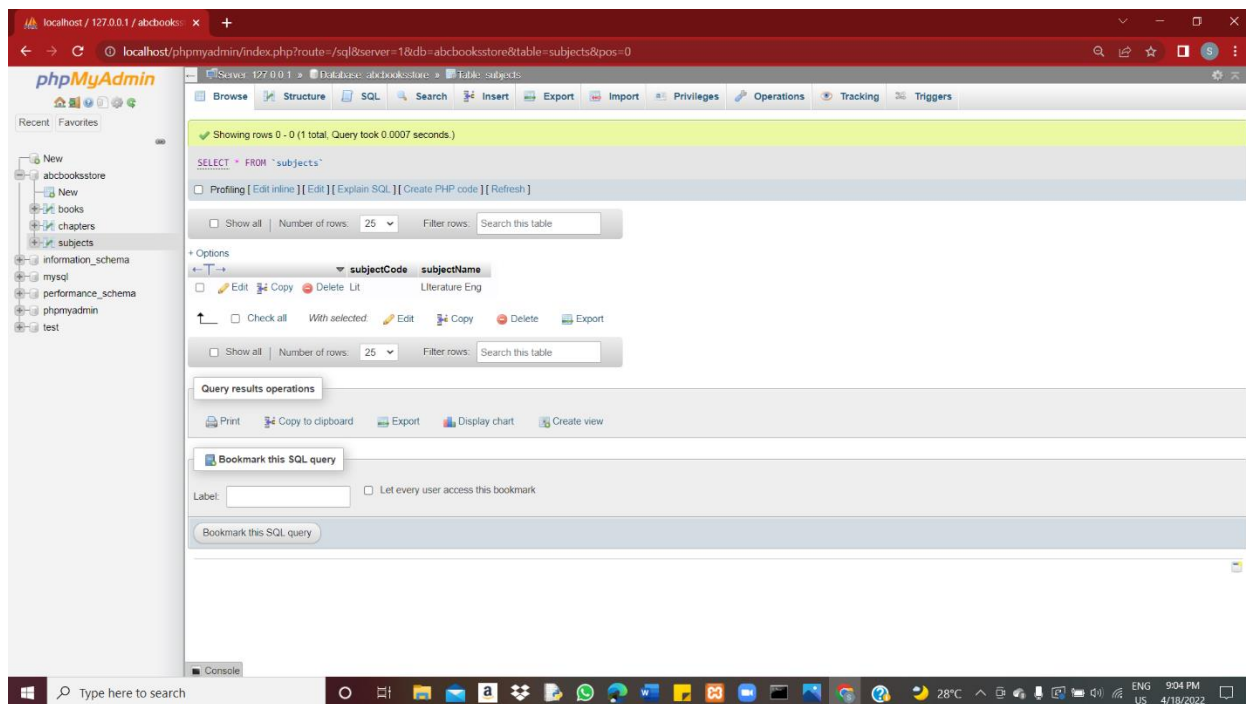 localhost / 127.0.0.1 / abcbookss
localhost/phpmyadmin/index.php?route=/sql&server=1&db=abcbooksstore&table=subjects&pos=0
S
phpMyAdmin
Recent Favorites
New
abcbooksstore
New
books
chapters
subjects
information_schema
mysql
performance_schema
phpmyadmin
test
Server: 127.0.0.1 » Database: abcbooksstore » Table: subjects
Browse Structure SQL Search Insert Export Import Privileges Operations Tracking Triggers
Showing rows 0 - 0 (1 total, Query took 0.0007 seconds.)
SELECT * FROM `subjects`
Profiling [ Edit inline ] [ Edit ] [ Explain SQL ] [ Create PHP code ] [ Refresh ]
Show all | Number of rows: 25 Filter rows: Search this table
+ Options
←T→ subjectCode subjectName
Edit Copy Delete Lit LIterature Eng
Check all With selected: Edit Copy Delete Export
Show all | Number of rows: 25 Filter rows: Search this table
Query results operations
Print Copy to clipboard Export Display chart Create view
Bookmark this SQL query
Label: Let every user access this bookmark
Bookmark this SQL query
Console
Type here to search
28°C ENG 9:04 PM
US 4/18/2022